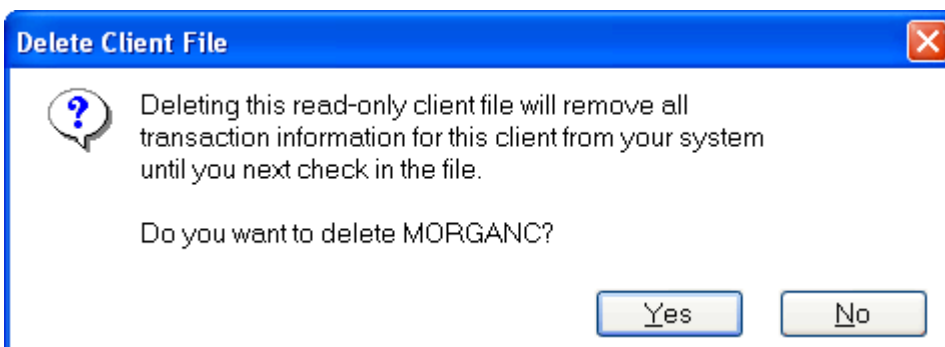 Delete Client File
Deleting this read-only client file will remove all
transaction information for this client from your system
until you next check in the file.
Do you want to delete MORGANC?
Yes No